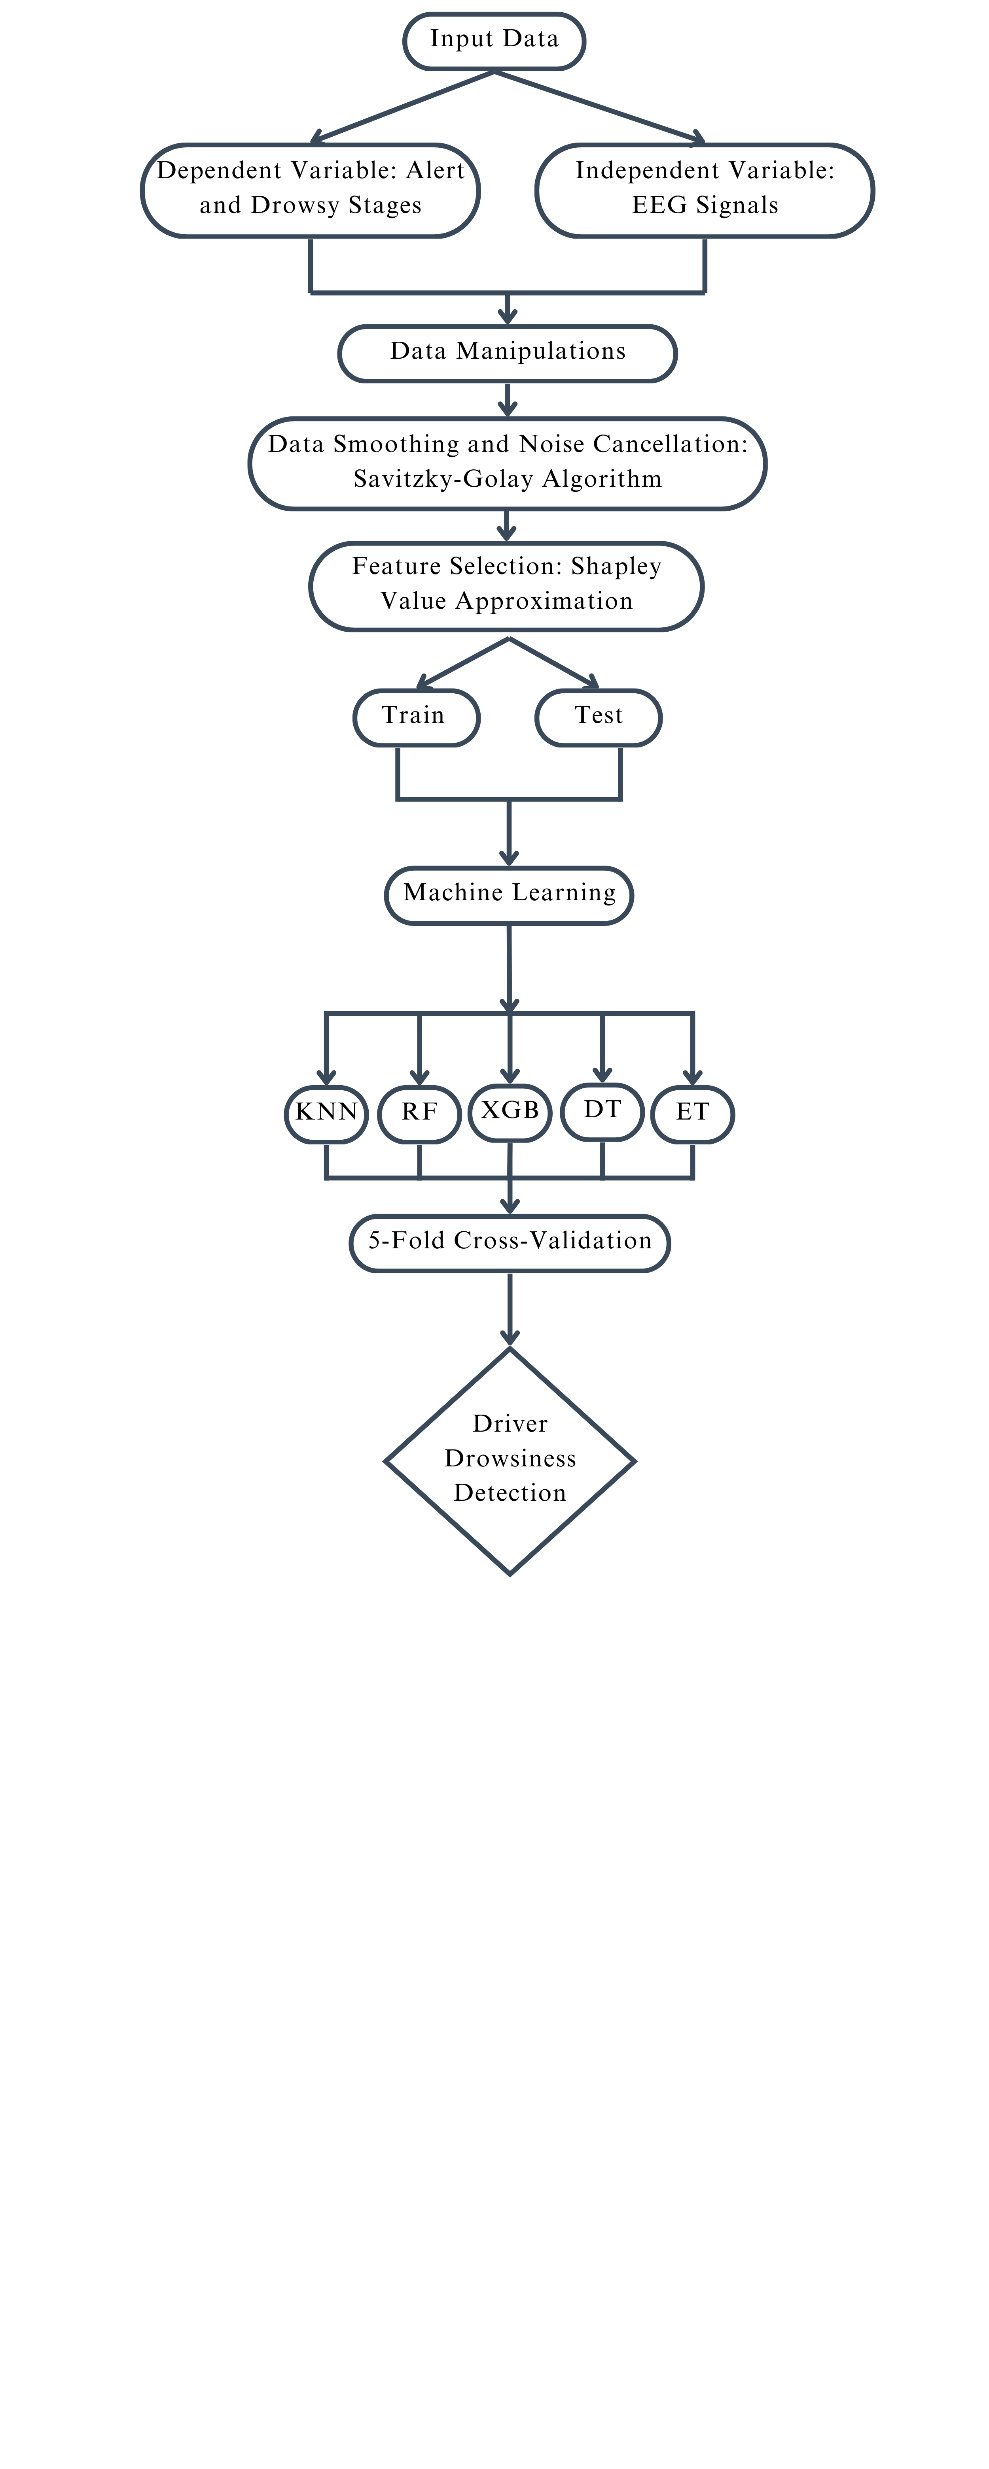 Input Data
Dependent Variable: Alert
and Drowsy Stages
Independent Variable:
EEG Signals
Data Manipulations
Data Smoothing and Noise Cancellation:
Savitzky-Golay Algorithm
Feature Selection: Shapley
Value Approximation
Train
Test
Machine Learning
KNN
RF
XGB
DT
ET
5-Fold Cross-Validation
Driver
Drowsiness
Detection